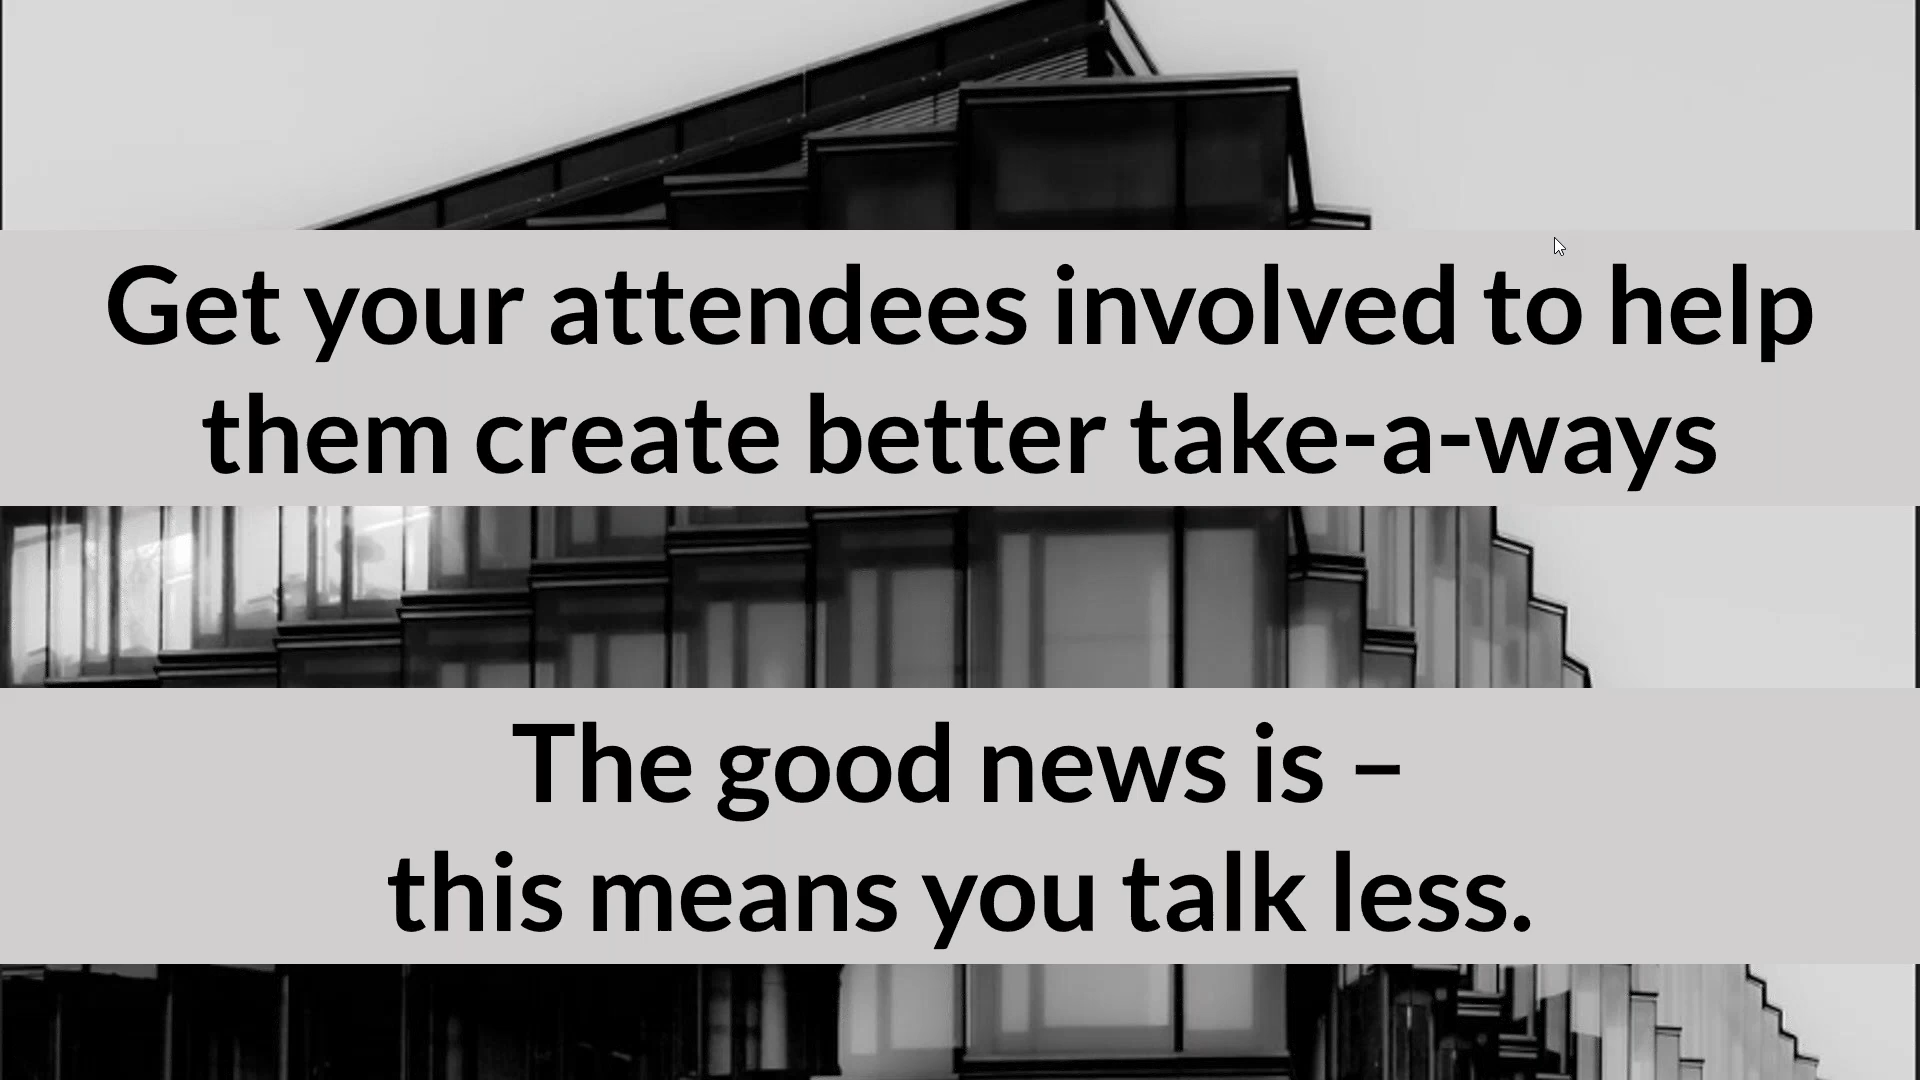 Get your attendees involved to help
them create better take-a-ways
The good news is –
this means you talk less.